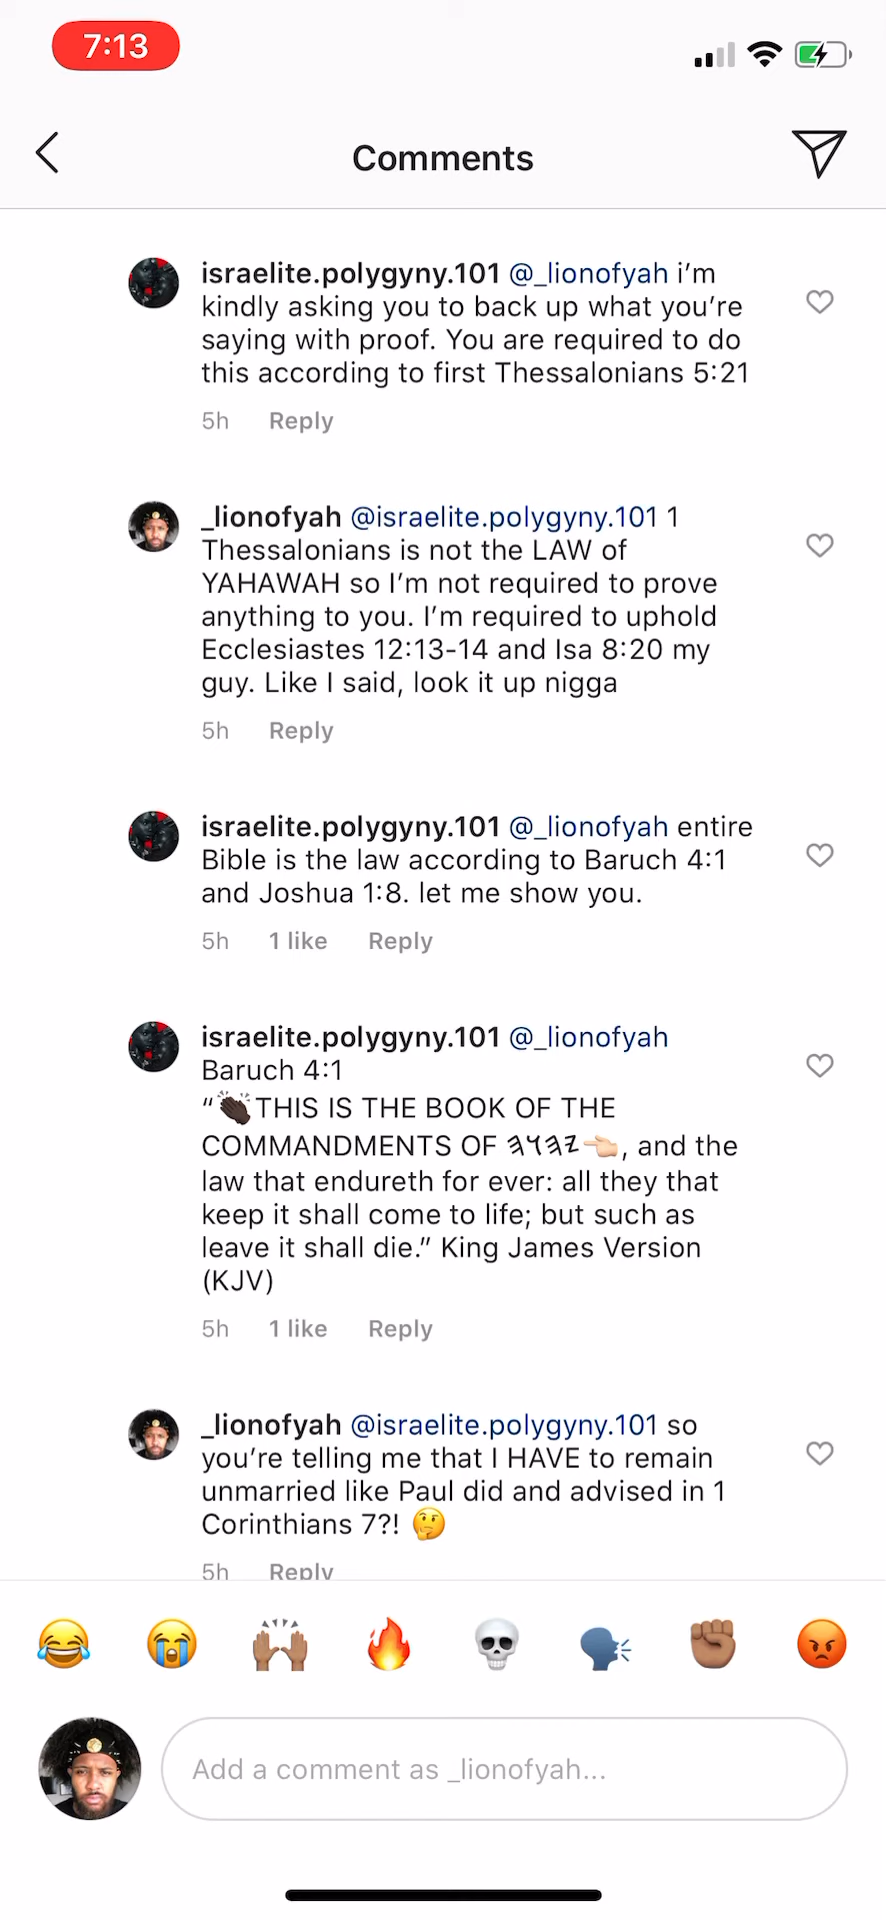 7:13
Comments
israelite.polygyny.101 @_lionofyah i’m
kindly asking you to back up what you’re
saying with proof. You are required to do
this according to first Thessalonians 5:21
5h Reply
_lionofyah @israelite.polygyny.101 1
Thessalonians is not the LAW of
YAHAWAH so I’m not required to prove
anything to you. I’m required to uphold
Ecclesiastes 12:13-14 and Isa 8:20 my
guy. Like I said, look it up nigga
5h Reply
israelite.polygyny.101 @_lionofyah entire
Bible is the law according to Baruch 4:1
and Joshua 1:8. let me show you.
5h 1 like Reply
israelite.polygyny.101 @_lionofyah
Baruch 4:1
“👏🏿THIS IS THE BOOK OF THE
COMMANDMENTS OF 𐤄𐤅𐤄𐤉👈🏻, and the
law that endureth for ever: all they that
keep it shall come to life; but such as
leave it shall die.” King James Version
(KJV)
5h 1 like Reply
_lionofyah @israelite.polygyny.101 so
you’re telling me that I HAVE to remain
unmarried like Paul did and advised in 1
Corinthians 7?! 🤔
5h Reply
Add a comment as _lionofyah...